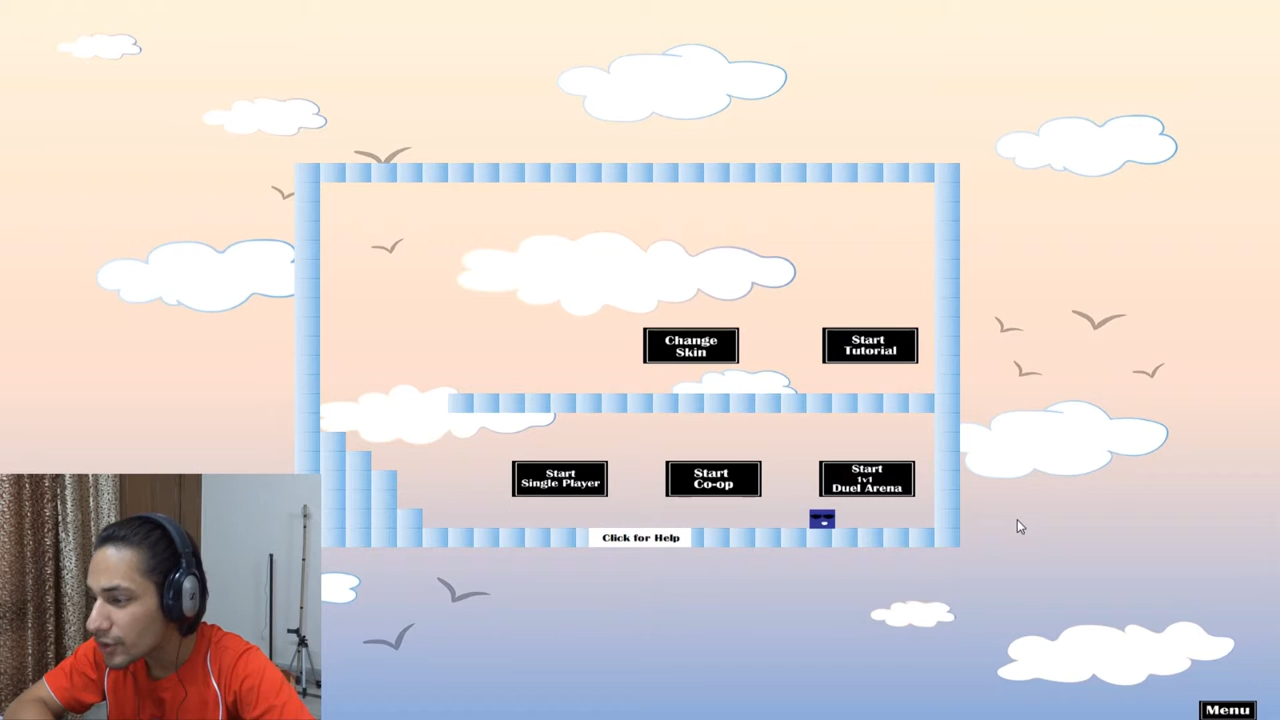 Change
Skin
Start
Tutorial
Start
Single Player
Start
Co-op
Start
1v1
Duel Arena
Click for Help
Menu